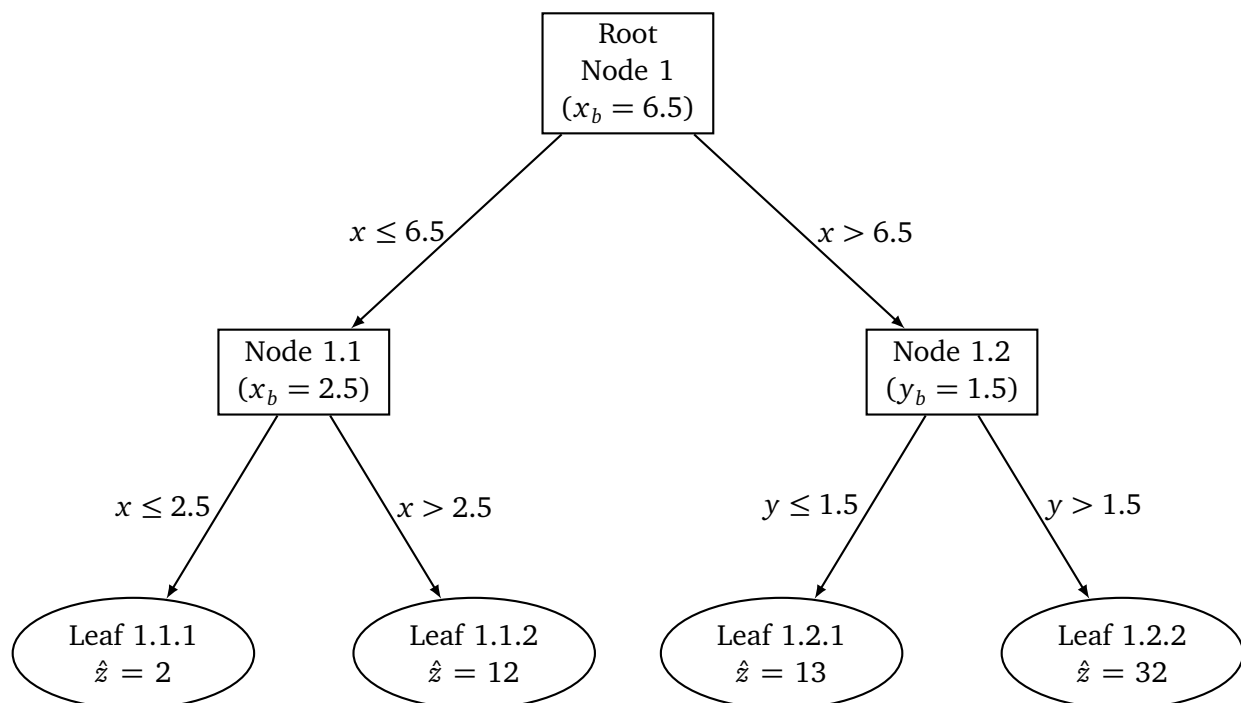 Root
Node 1
(x_b = 6.5)
x ≤ 6.5
x > 6.5
Node 1.1
(x_b = 2.5)
Node 1.2
(y_b = 1.5)
x ≤ 2.5
x > 2.5
y ≤ 1.5
y > 1.5
Leaf 1.1.1
ẑ = 2
Leaf 1.1.2
ẑ = 12
Leaf 1.2.1
ẑ = 13
Leaf 1.2.2
ẑ = 32